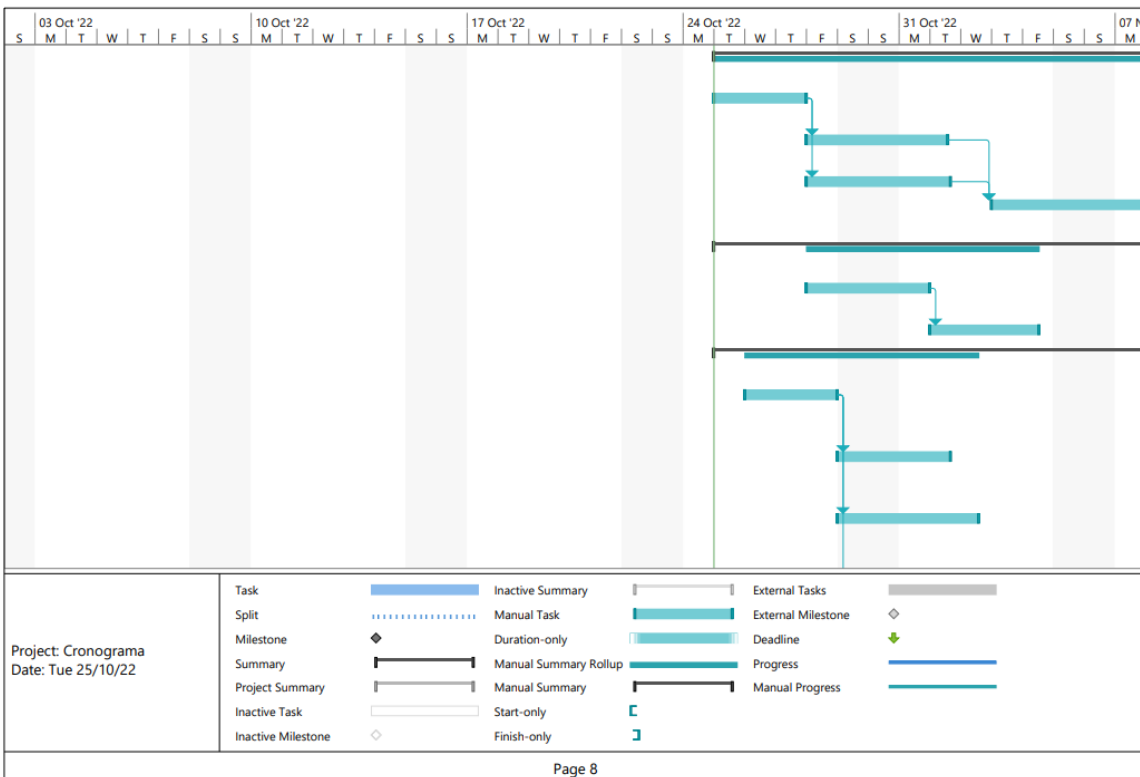 03 Oct '22 10 Oct '22 17 Oct '22 24 Oct '22 31 Oct '22 07
S M T W T F S S M T W T F S S M T W T F S S M T W T F S S M T W T F S S M
Task Inactive Summary External Tasks
Split Manual Task External Milestone
Milestone Duration-only Deadline
Project: Cronograma
Summary Manual Summary Rollup Progress
Date: Tue 25/10/22
Project Summary Manual Summary Manual Progress
Inactive Task Start-only
Inactive Milestone Finish-only
Page 8